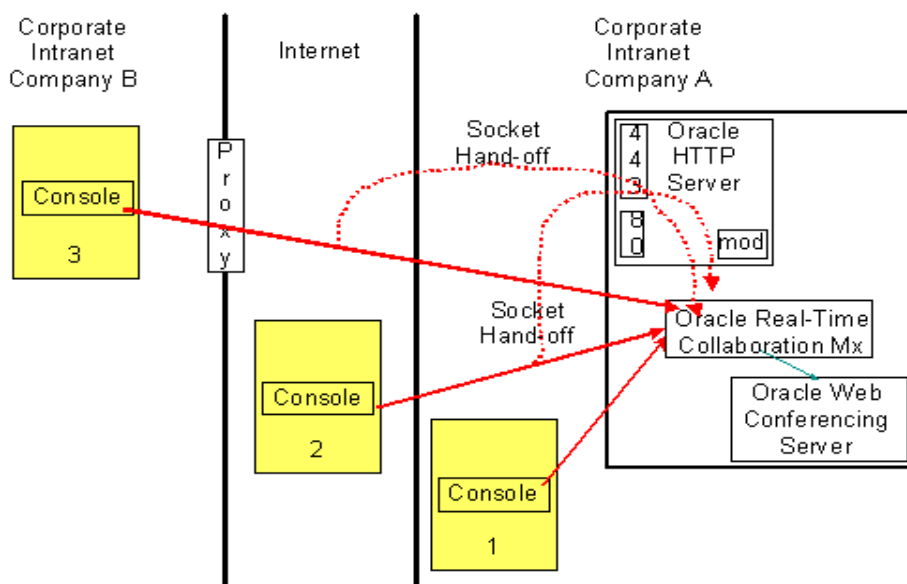 Corporate
Intranet
Company B
Internet
Corporate
Intranet
Company A
Console
3
P
r
o
x
y
Socket
Hand-off
4
4
3
Oracle
HTTP
Server
8
0
mod
Socket
Hand-off
Oracle Real-Time
Collaboration Mx
Oracle Web
Conferencing
Server
Console
2
Console
1